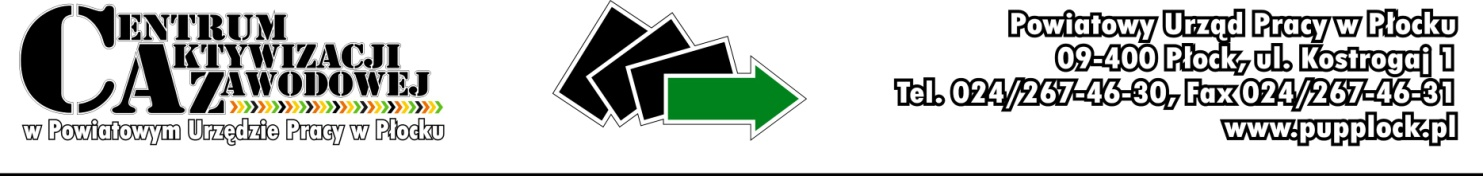 CENTRUM
AKTYWIZACJI
ZAWODOWEJ
w Powiatowym Urzędzie Pracy w Płocku
Powiatowy Urząd Pracy w Płocku
09-400 Płock, ul. Kostrogaj 1
Tel. 024/267-46-30, Fax 024/267-46-31
www.pupplock.pl